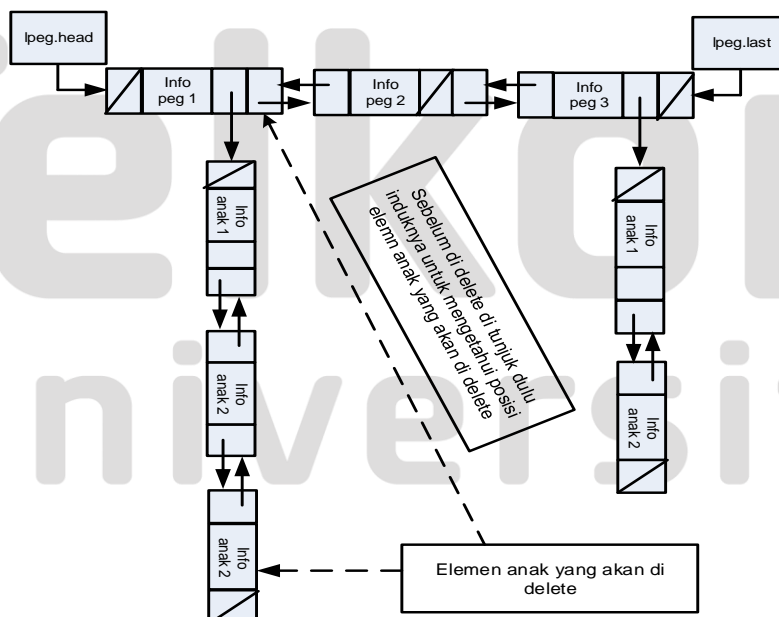 lpeg.head
lpeg.last
Info
peg 1
Info
peg 2
Info
peg 3
Info
anak 1
Info
anak 1
Sebelum di delete di tunjuk dulu
induknya untuk mengetahui posisi
elemn anak yang akan di delete
Info
anak 2
Info
anak 2
Info
anak 2
Elemen anak yang akan di
delete
elkom
niversi